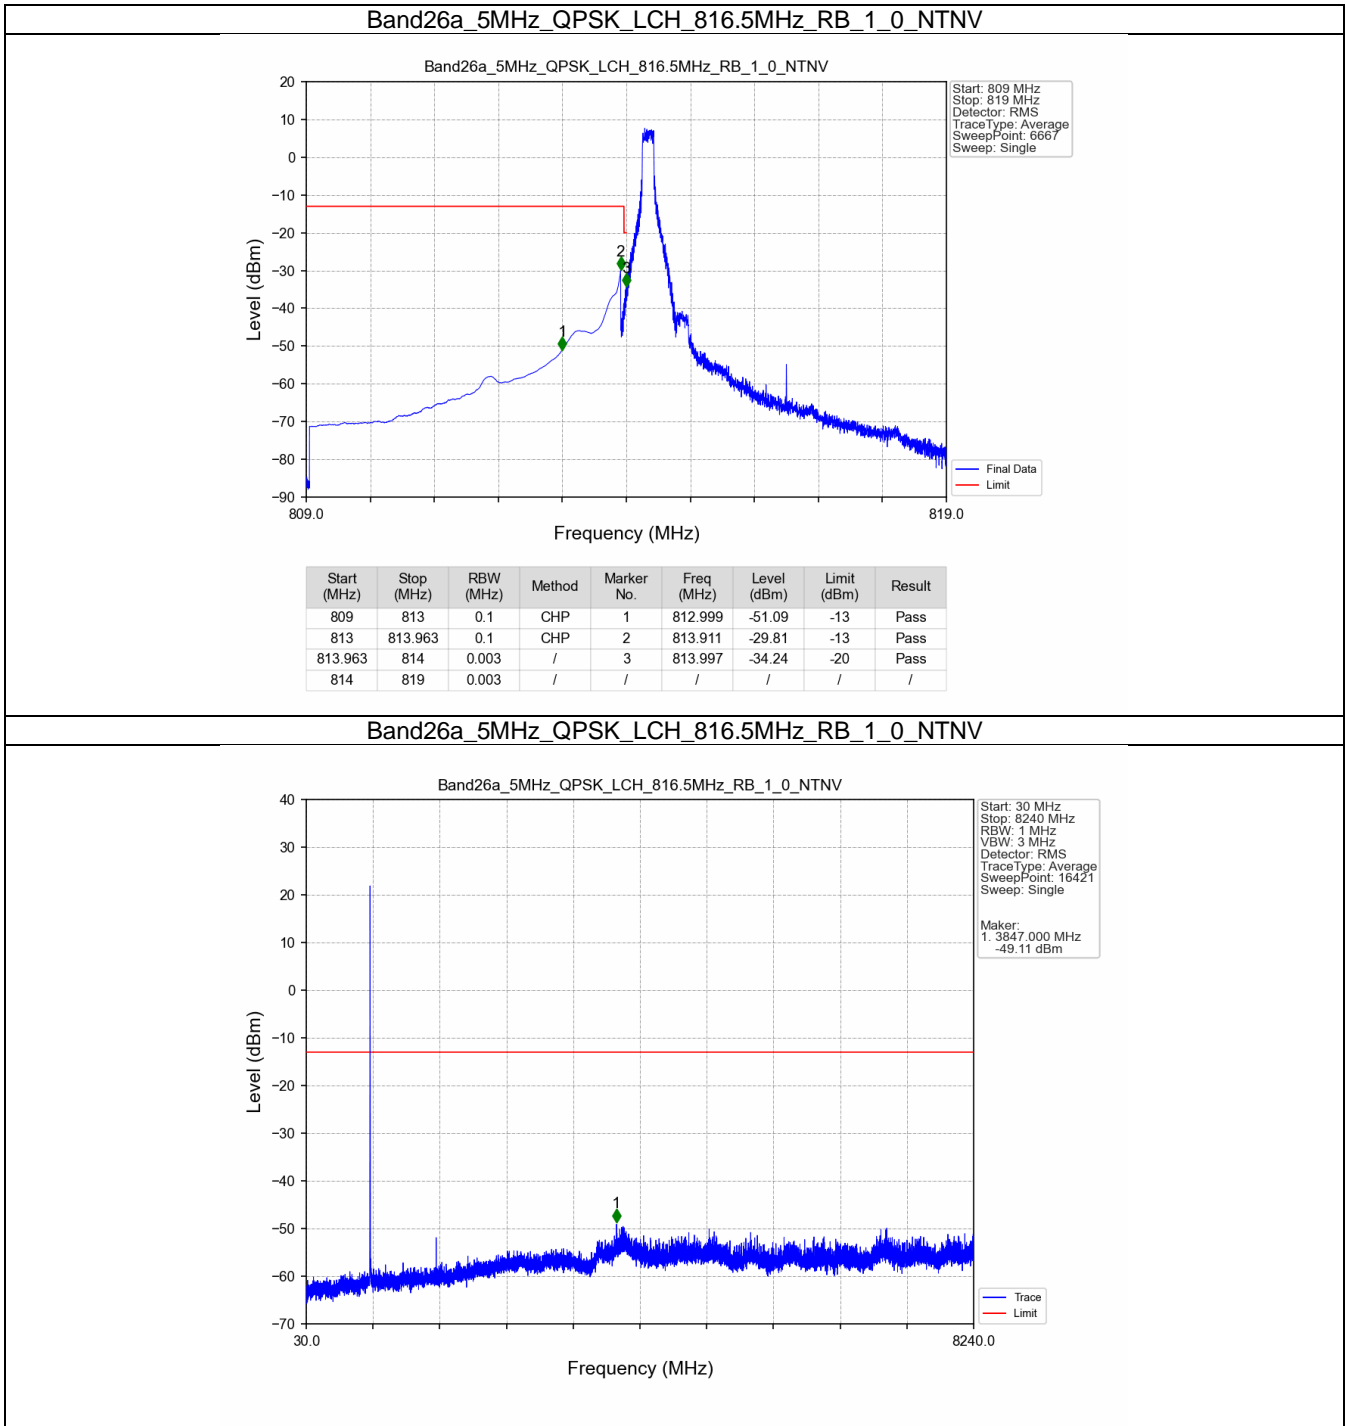 Band26a_5MHz_QPSK_LCH_816.5MHz_RB_1_0_NTNV
Band26a_5MHz_QPSK_LCH_816.5MHz_RB_1_0_NTNV
Start: 809 MHz
Stop: 819 MHz
Detector: RMS
TraceType: Average
SweepPoint: 6667
Sweep: Single
20
10
0
−10
−20
−30
−40
−50
−60
−70
−80
−90
Level (dBm)
1
2
3
809.0
819.0
Frequency (MHz)
Final Data
Limit
Start (MHz) Stop (MHz) RBW (MHz) Method Marker No. Freq (MHz) Level (dBm) Limit (dBm) Result
809 813 0.1 CHP 1 812.999 -51.09 -13 Pass
813 813.963 0.1 CHP 2 813.911 -29.81 -13 Pass
813.963 814 0.003 / 3 813.997 -34.24 -20 Pass
814 819 0.003 / / / / / /
Band26a_5MHz_QPSK_LCH_816.5MHz_RB_1_0_NTNV
Band26a_5MHz_QPSK_LCH_816.5MHz_RB_1_0_NTNV
Start: 30 MHz
Stop: 8240 MHz
RBW: 1 MHz
VBW: 3 MHz
Detector: RMS
TraceType: Average
SweepPoint: 16421
Sweep: Single
Maker:
1. 3847.000 MHz
-49.11 dBm
40
30
20
10
0
−10
−20
−30
−40
−50
−60
−70
Level (dBm)
1
30.0
8240.0
Frequency (MHz)
Trace
Limit